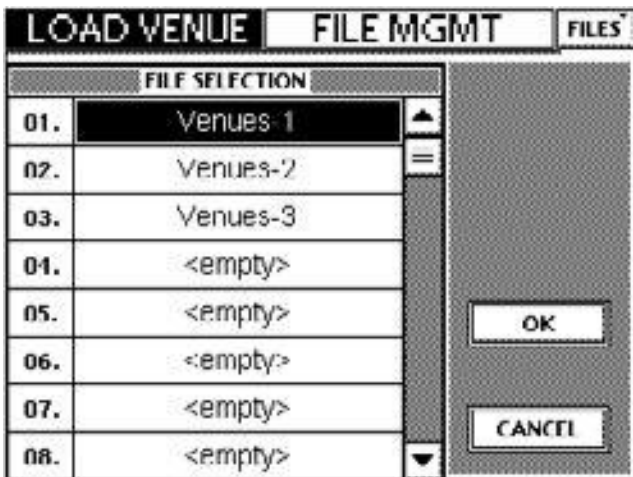 LOAD VENUE FILE MGMT FILES
FILE SELECTION
01. Venues-1
02. Venues-2
03. Venues-3
04. <empty>
05. <empty>
06. <empty>
07. <empty>
08. <empty>
OK
CANCEL